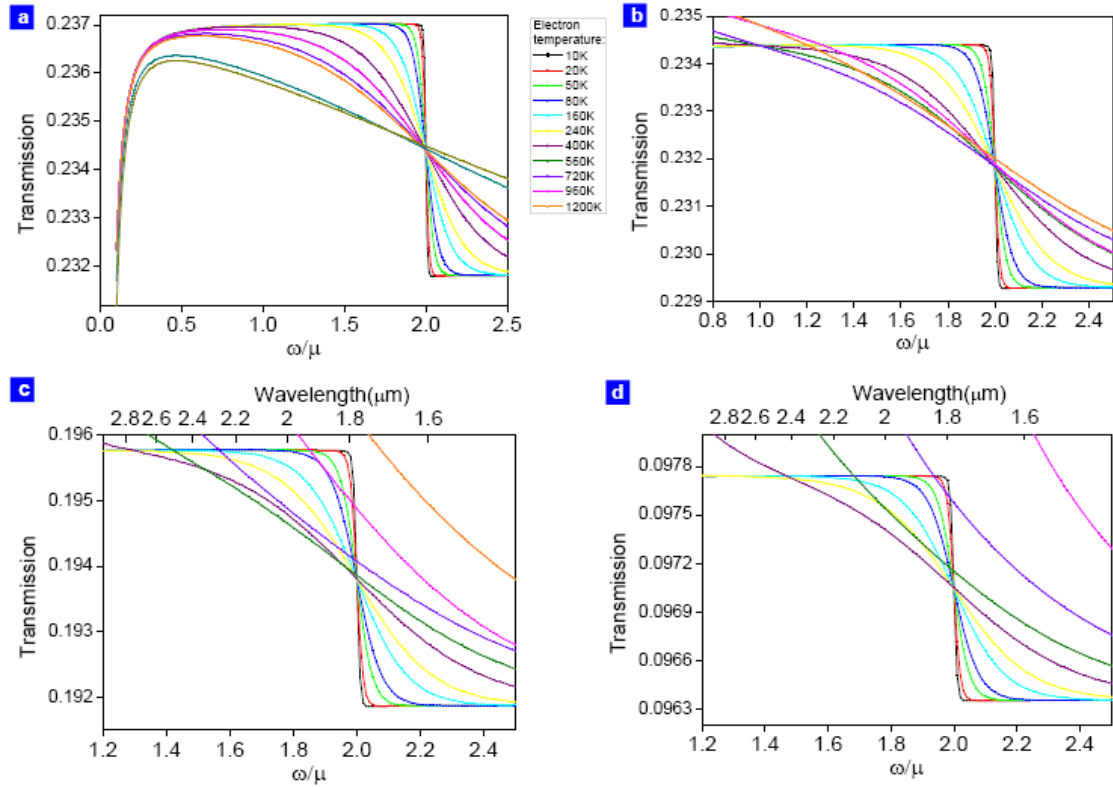 a
0.237
0.236
0.235
0.234
0.233
0.232
Transmission
0.0
0.5
1.0
1.5
2.0
2.5
ω/μ
Electron
temperature:
10K
20K
50K
80K
160K
240K
400K
560K
720K
960K
1200K
b
0.235
0.234
0.233
0.232
0.231
0.230
0.229
Transmission
0.8
1.0
1.2
1.4
1.6
1.8
2.0
2.2
2.4
ω/μ
c
Wavelength(μm)
2.8
2.6
2.4
2.2
2
1.8
1.6
0.196
0.195
0.194
0.193
0.192
Transmission
1.2
1.4
1.6
1.8
2.0
2.2
2.4
ω/μ
d
Wavelength(μm)
2.8
2.6
2.4
2.2
2
1.8
1.6
0.0978
0.0975
0.0972
0.0969
0.0966
0.0963
Transmission
1.2
1.4
1.6
1.8
2.0
2.2
2.4
ω/μ